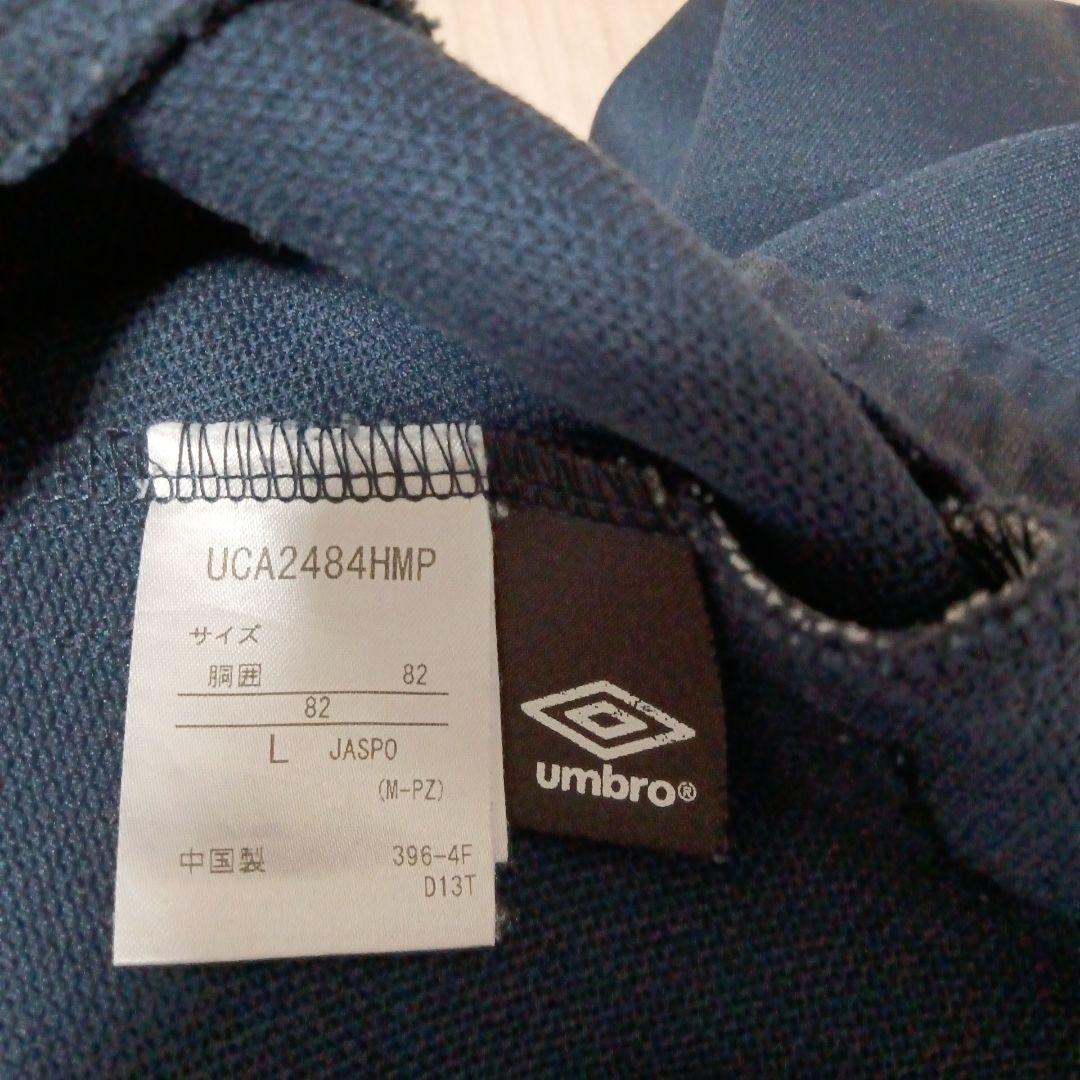 UCA2484HMP
サイズ
胴囲 82
82
L JASPO
(M-PZ)
中国製 396-4F
D13T
umbro®